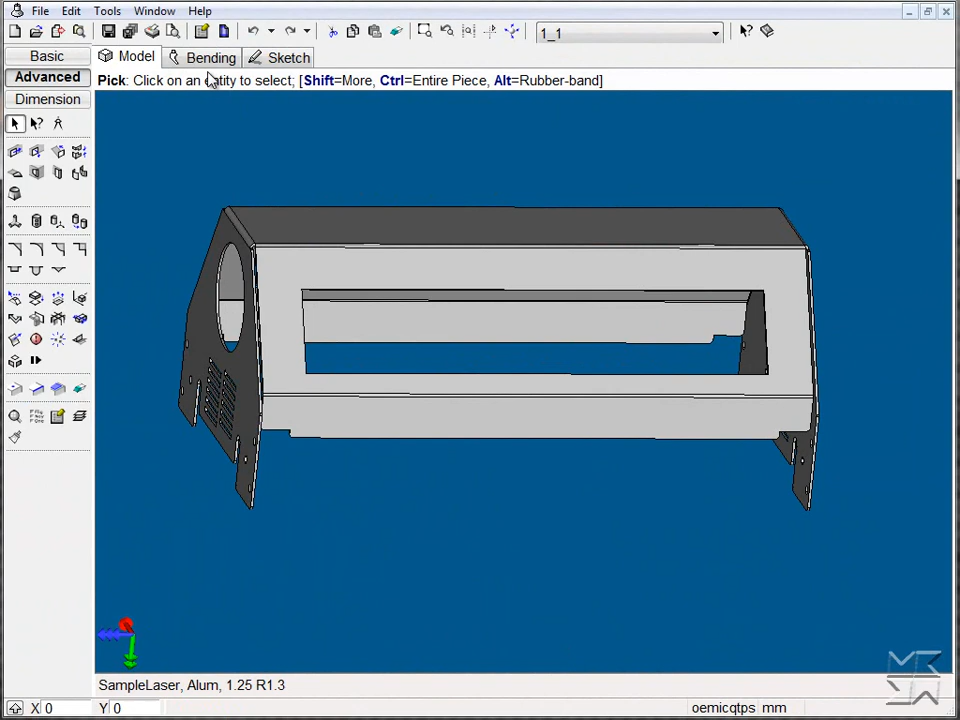 File Edit Tools Window Help
1_1
Basic Model Bending Sketch
Advanced Pick: Click on an entity to select; [Shift=More, Ctrl=Entire Piece, Alt=Rubber-band]
Dimension
SampleLaser, Alum, 1.25 R1.3
X 0 Y 0 oemicqtps mm